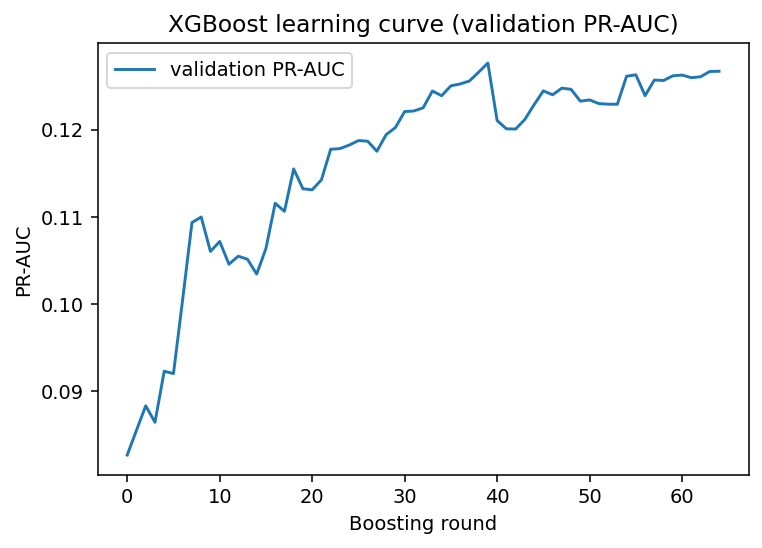 XGBoost learning curve (validation PR-AUC)
validation PR-AUC
PR-AUC
0.12
0.11
0.10
0.09
0 10 20 30 40 50 60
Boosting round